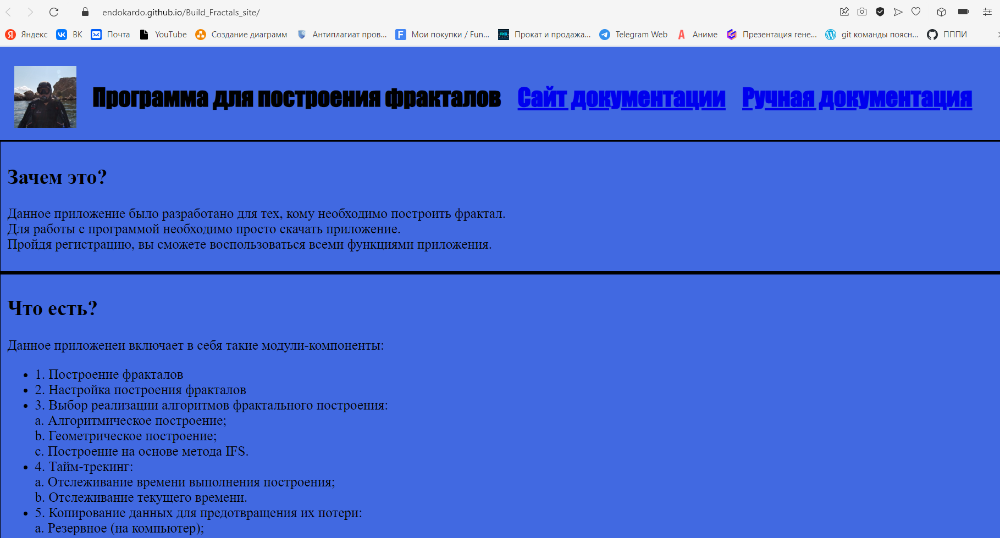 endokardo.github.io/Build_Fractals_site/
Яндекс ВК Почта YouTube Создание диаграмм Антиплагиат пров... Мои покупки / Fun... Прокат и продажа... Telegram Web Аниме Презентация гене... git команды поясн... ПППИ
Программа для построения фракталов Сайт документации Ручная документация
Зачем это?
Данное приложение было разработано для тех, кому необходимо построить фрактал.
Для работы с программой необходимо просто скачать приложение.
Пройдя регистрацию, вы сможете воспользоваться всеми функциями приложения.
Что есть?
Данное приложенеи включает в себя такие модули-компоненты:
• 1. Построение фракталов
• 2. Настройка построения фракталов
• 3. Выбор реализации алгоритмов фрактального построения:
a. Алгоритмическое построение;
b. Геометрическое построение;
c. Построение на основе метода IFS.
• 4. Тайм-трекинг:
a. Отслеживание времени выполнения построения;
b. Отслеживание текущего времени.
• 5. Копирование данных для предотвращения их потери:
a. Резервное (на компьютер);